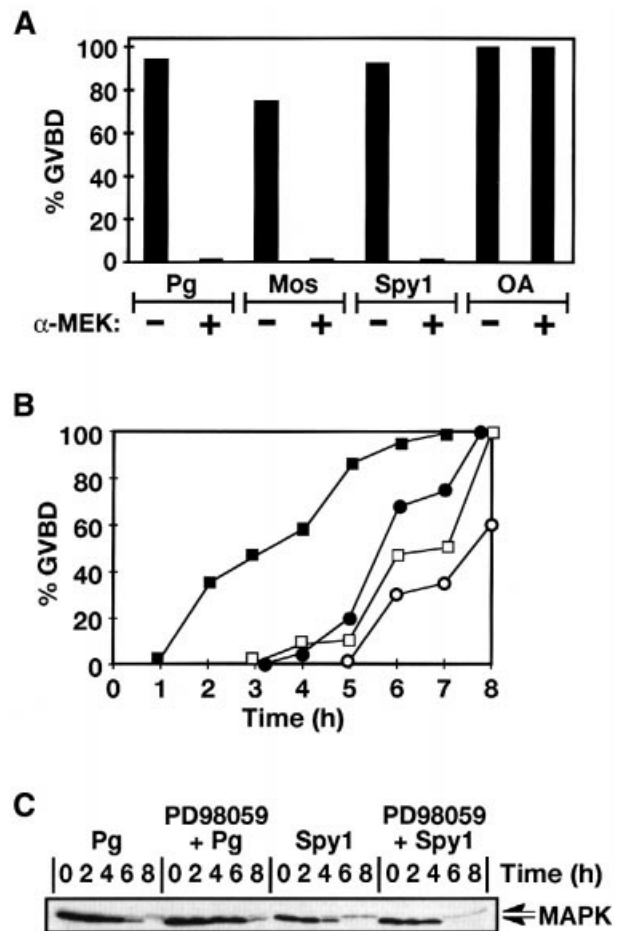 A
100
80
60
40
20
0
% GVBD
Pg Mos Spy1 OA
α-MEK: − + − + − + − +
B
100
80
60
40
20
0
% GVBD
0 1 2 3 4 5 6 7 8
Time (h)
C
PD98059 PD98059
Pg + Pg Spy1 + Spy1
0 2 4 6 8 0 2 4 6 8 0 2 4 6 8 0 2 4 6 8 Time (h)
MAPK